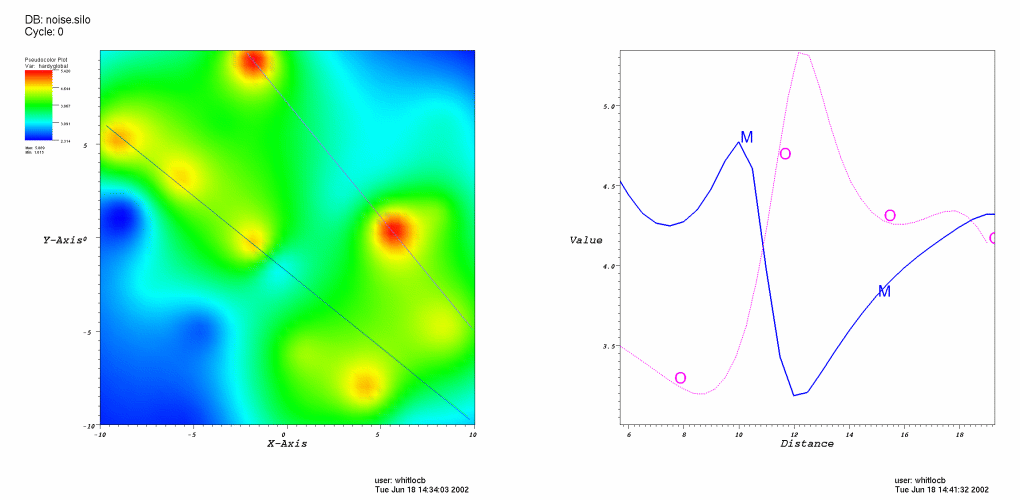 DB: noise.silo
Cycle: 0
Pseudocolor Plot
Var: hardyglobal
Y-Axis
5
0
-5
-10
-10
-5
0
5
10
X-Axis
user: whitlocb
Tue Jun 18 14:34:03 2002
Value
5.0
4.5
4.0
3.5
M
O
O
O
M
O
6
8
10
12
14
16
18
Distance
user: whitlocb
Tue Jun 18 14:41:32 2002